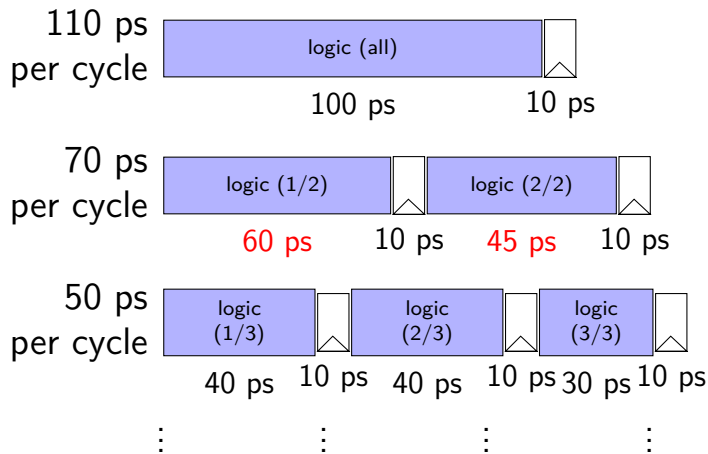 110 ps
per cycle
logic (all)
100 ps
10 ps
70 ps
per cycle
logic (1/2)
logic (2/2)
60 ps
10 ps
45 ps
10 ps
50 ps
per cycle
logic
(1/3)
logic
(2/3)
logic
(3/3)
40 ps
10 ps
40 ps
10 ps
30 ps
10 ps